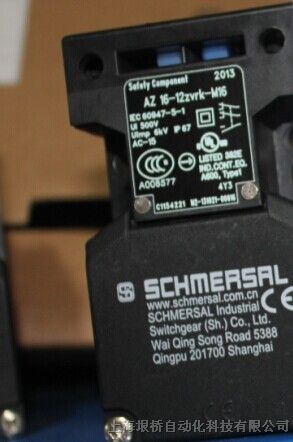 Safety Component 2013
AZ 16-12zvrk-M16
IEC 60947-5-1
Ui 500V
Uimp 6kV IP 67
AC-15
LISTED 382E
IND.CONT.EQ.
A600, Type1
A008577
4Y3
C1154221
SCHMERSAL
www.schmersal.com.cn
SCHMERSAL Industrial
Switchgear (Sh.) Co., Ltd.
Wai Qing Song Road 5388
Qingpu 201700 Shanghai
上海垠桥自动化科技有限公司